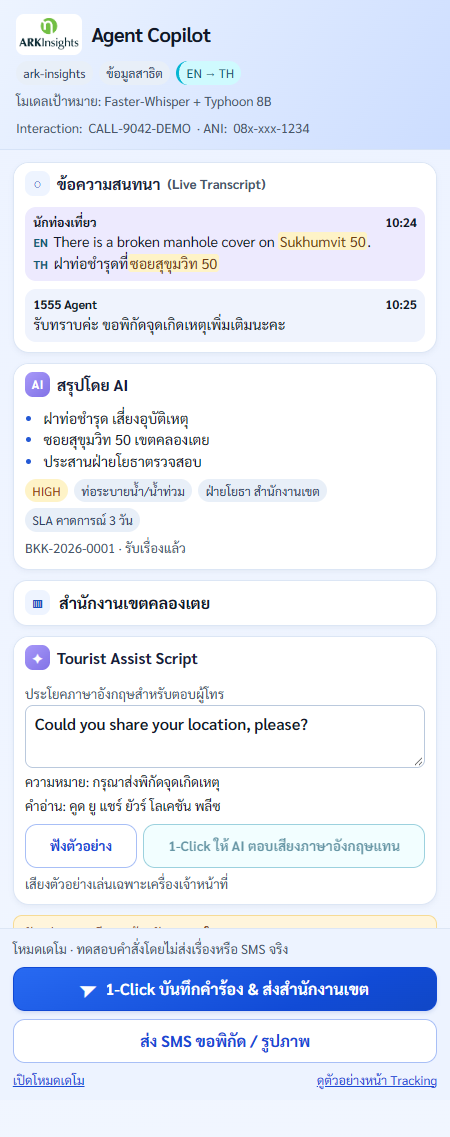 ARKInsights
Agent Copilot
ark-insights
ข้อมูลสาธิต
EN → TH
โมเดลเป้าหมาย: Faster-Whisper + Typhoon 8B
Interaction: CALL-9042-DEMO · ANI: 08x-xxx-1234
ข้อความสนทนา (Live Transcript)
นักท่องเที่ยว 10:24
EN There is a broken manhole cover on Sukhumvit 50.
TH ฝาท่อชำรุดที่ซอยสุขุมวิท 50
1555 Agent 10:25
รับทราบค่ะ ขอพิกัดจุดเกิดเหตุเพิ่มเติมนะคะ
AI สรุปโดย AI
• ฝาท่อชำรุด เสี่ยงอุบัติเหตุ
• ซอยสุขุมวิท 50 เขตคลองเตย
• ประสานฝ่ายโยธาตรวจสอบ
HIGH ท่อระบายน้ำ/น้ำท่วม ฝ่ายโยธา สำนักงานเขต
SLA คาดการณ์ 3 วัน
BKK-2026-0001 · รับเรื่องแล้ว
สำนักงานเขตคลองเตย
Tourist Assist Script
ประโยคภาษาอังกฤษสำหรับตอบผู้โทร
Could you share your location, please?
ความหมาย: กรุณาส่งพิกัดจุดเกิดเหตุ
คำอ่าน: คูด ยู แชร์ ยัวร์ โลเคชัน พลีซ
ฟังตัวอย่าง
1-Click ให้ AI ตอบเสียงภาษาอังกฤษแทน
เสียงตัวอย่างเล่นเฉพาะเครื่องเจ้าหน้าที่
โหมดเดโม · ทดสอบคำสั่งโดยไม่ส่งเรื่องหรือ SMS จริง
1-Click บันทึกคำร้อง & ส่งสำนักงานเขต
ส่ง SMS ขอพิกัด / รูปภาพ
เปิดโหมดเดโม
ดูตัวอย่างหน้า Tracking